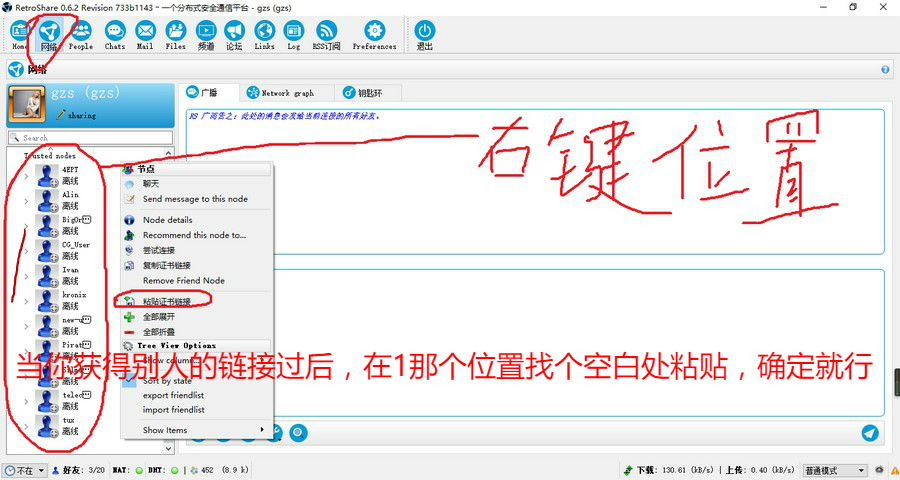 RetroShare 0.6.2 Revision 733b1143 - 一个分布式安全通信平台 - gzs (gzs)
Home 网络 People Chats Mail Files 频道 论坛 Links Log RSS订阅 Preferences 退出
网络
gzs (gzs)
sharing
Search
Trusted nodes
4EPT
离线
Alin
离线
BigOr
离线
CG_User
离线
Ivan
离线
kronix
离线
new-u
离线
Pirat
离线
离线
telec
离线
tux
离线
节点
聊天
Send message to this node
Node details
Recommend this node to...
尝试连接
复制证书链接
Remove Friend Node
粘贴证书链接
全部展开
全部折叠
Tree View Options
Show column...
Sort by state
export friendlist
import friendlist
Show Items
广播 Network graph 钥匙环
RS 广而告之：此处的消息会发给当前连接的所有好友。
右键位置
当你获得别人的链接过后，在1那个位置找个空白处粘贴，确定就行
不在 好友: 3/20 NAT: DHT: 452 (8.9 k) 下载: 130.61 (kB/s) | 上传: 0.40 (kB/s) 普通模式